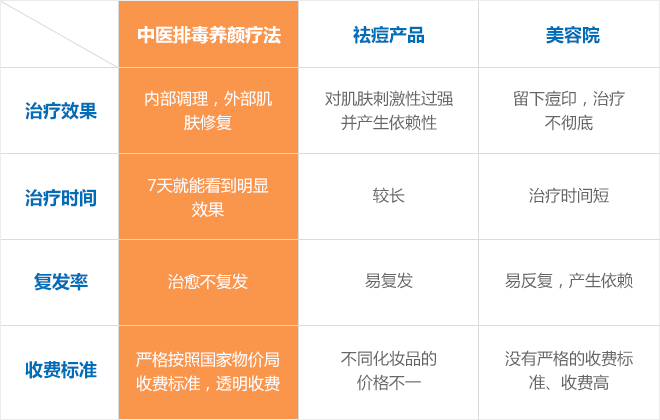 中医排毒养颜疗法 祛痘产品 美容院
治疗效果
内部调理，外部肌
肤修复
对肌肤刺激性过强
并产生依赖性
留下痘印，治疗
不彻底
治疗时间
7天就能看到明显
效果
较长
治疗时间短
复发率
治愈不复发
易复发
易反复，产生依赖
收费标准
严格按照国家物价局
收费标准，透明收费
不同化妆品的
价格不一
没有严格的收费标
准、收费高